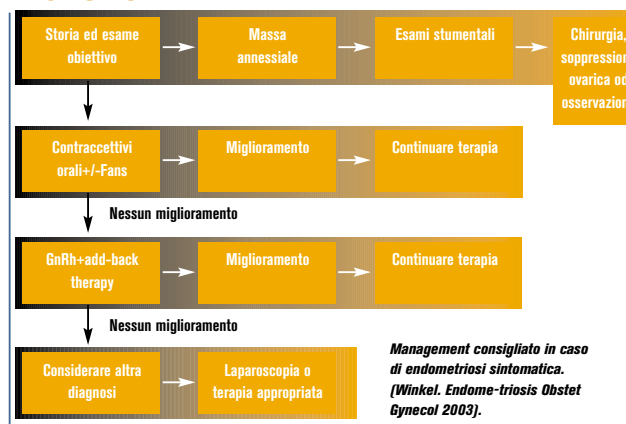 Storia ed esame
obiettivo
Massa
annessiale
Esami stumentali
Chirurgia,
soppression
ovarica od
osservazion
Contraccettivi
orali+/-Fans
Miglioramento
Continuare terapia
Nessun miglioramento
GnRh+add-back
therapy
Miglioramento
Continuare terapia
Nessun miglioramento
Considerare altra
diagnosi
Laparoscopia o
terapia appropriata
Management consigliato in caso
di endometriosi sintomatica.
(Winkel. Endome-triosis Obstet
Gynecol 2003).